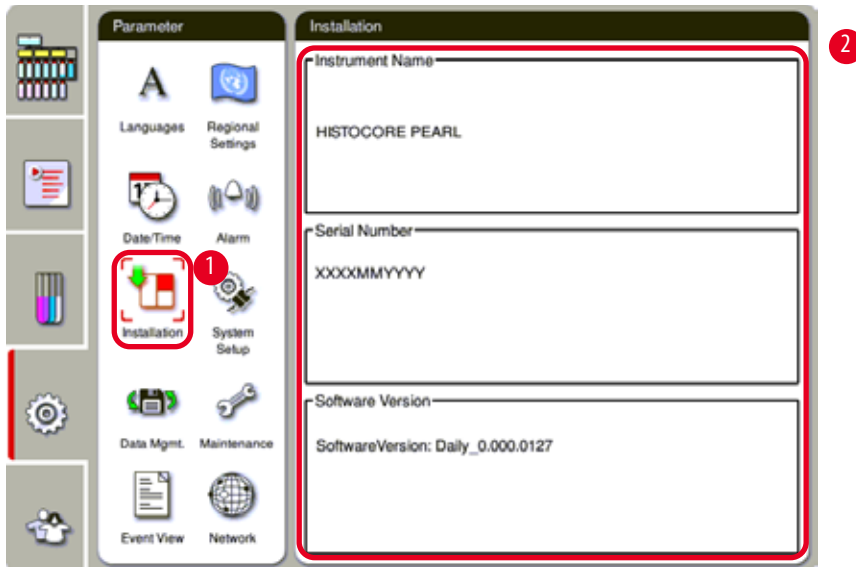 Parameter
Languages
Regional
Settings
Date/Time
Alarm
Installation
System
Setup
Data Mgmt.
Maintenance
Event View
Network
1
Installation
Instrument Name
HISTOCORE PEARL
Serial Number
XXXXMMYYYY
Software Version
SoftwareVersion: Daily_0.000.0127
2